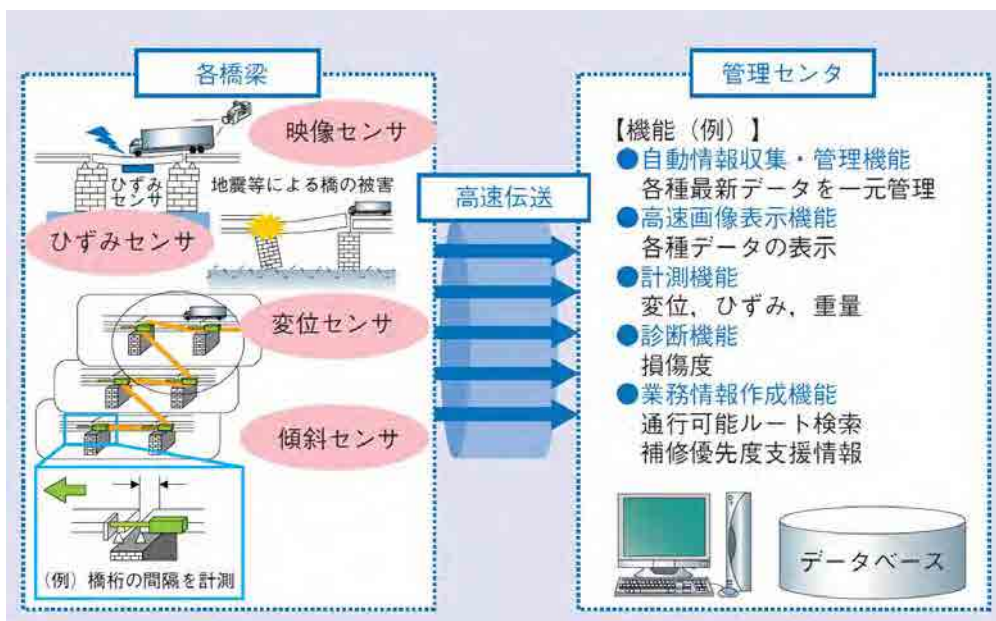 各橋梁
映像センサ
ひずみ
センサ
地震等による橋の被害
ひずみセンサ
変位センサ
傾斜センサ
(例) 橋桁の間隔を計測
高速伝送
管理センタ
【機能(例)】
●自動情報収集・管理機能
各種最新データを一元管理
●高速画像表示機能
各種データの表示
●計測機能
変位,ひずみ,重量
●診断機能
損傷度
●業務情報作成機能
通行可能ルート検索
補修優先度支援情報
データベース